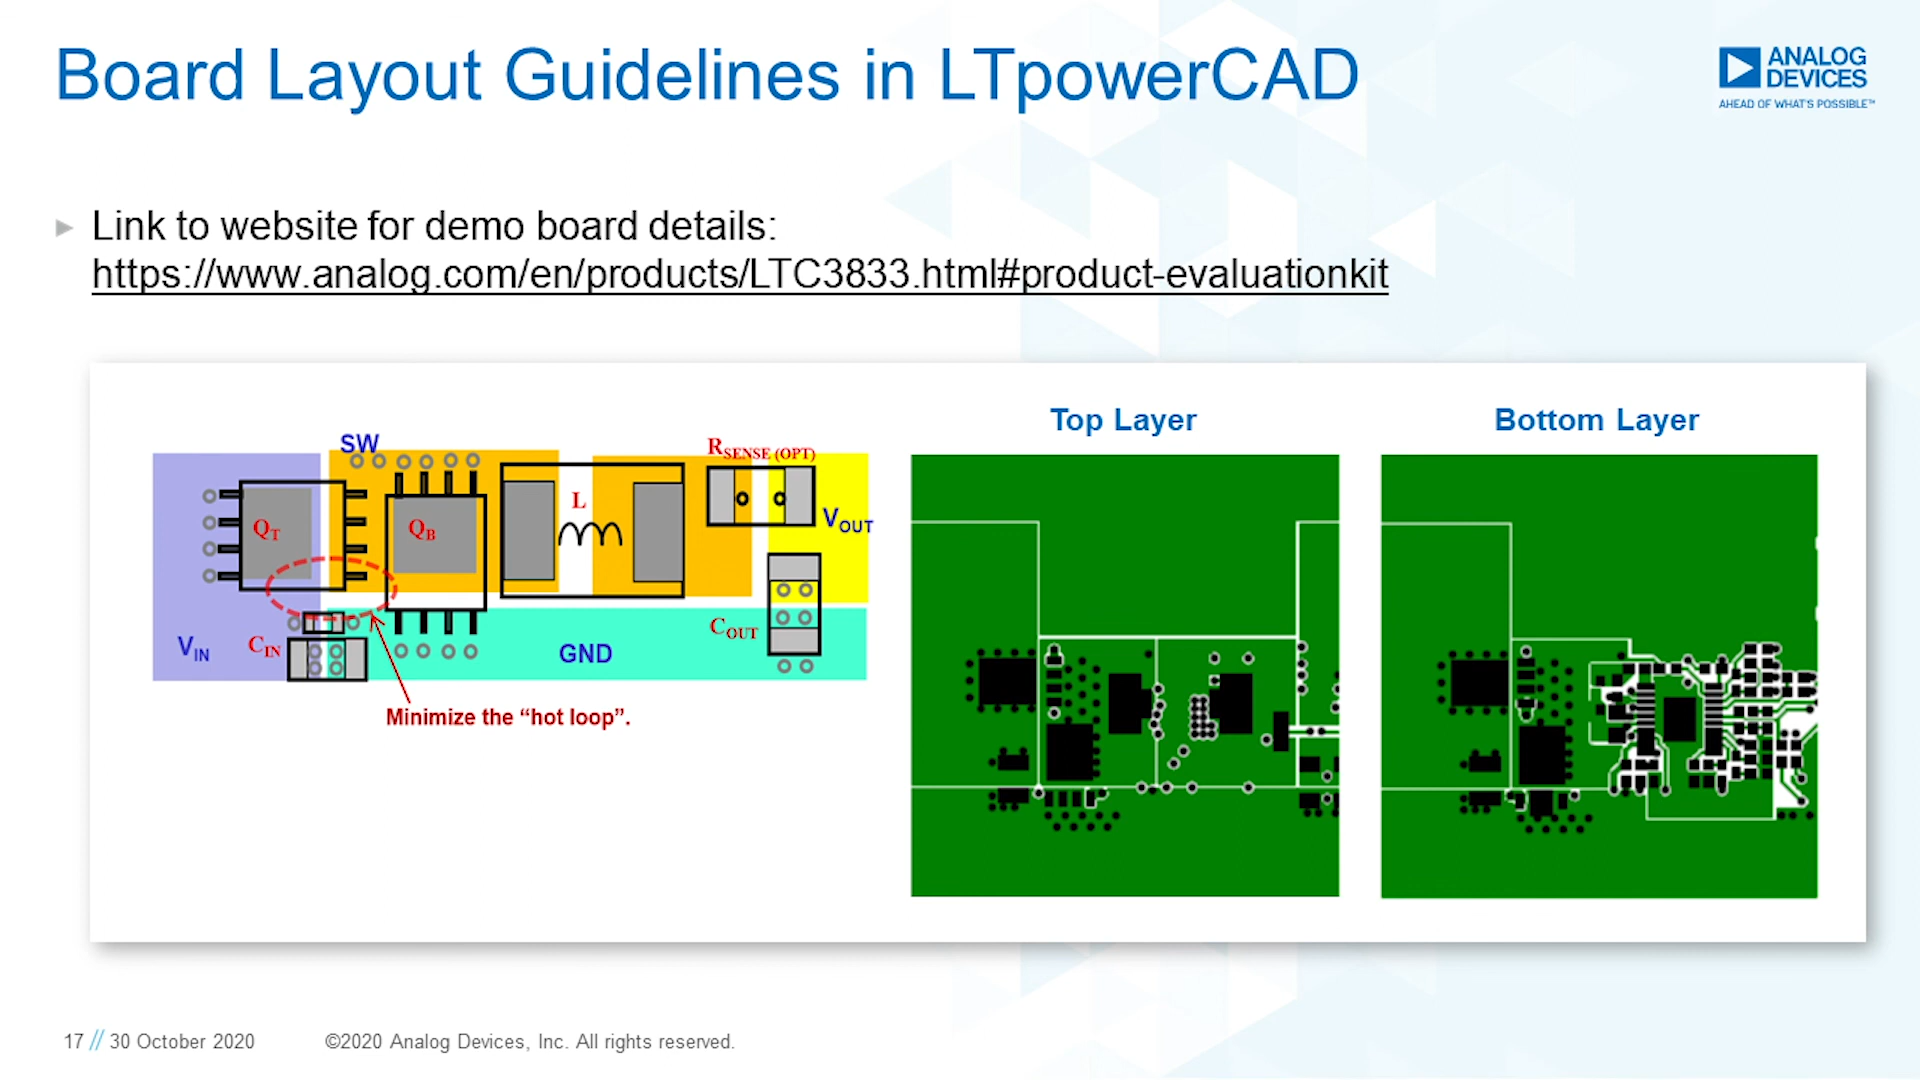 Board Layout Guidelines in LTpowerCAD
ANALOG
DEVICES
AHEAD OF WHAT'S POSSIBLE™
Link to website for demo board details:
https://www.analog.com/en/products/LTC3833.html#product-evaluationkit
Top Layer
Bottom Layer
SW
RSENSE (OPT)
QT
QB
L
VOUT
VIN
CIN
GND
COUT
Minimize the “hot loop”.
17 // 30 October 2020
©2020 Analog Devices, Inc. All rights reserved.